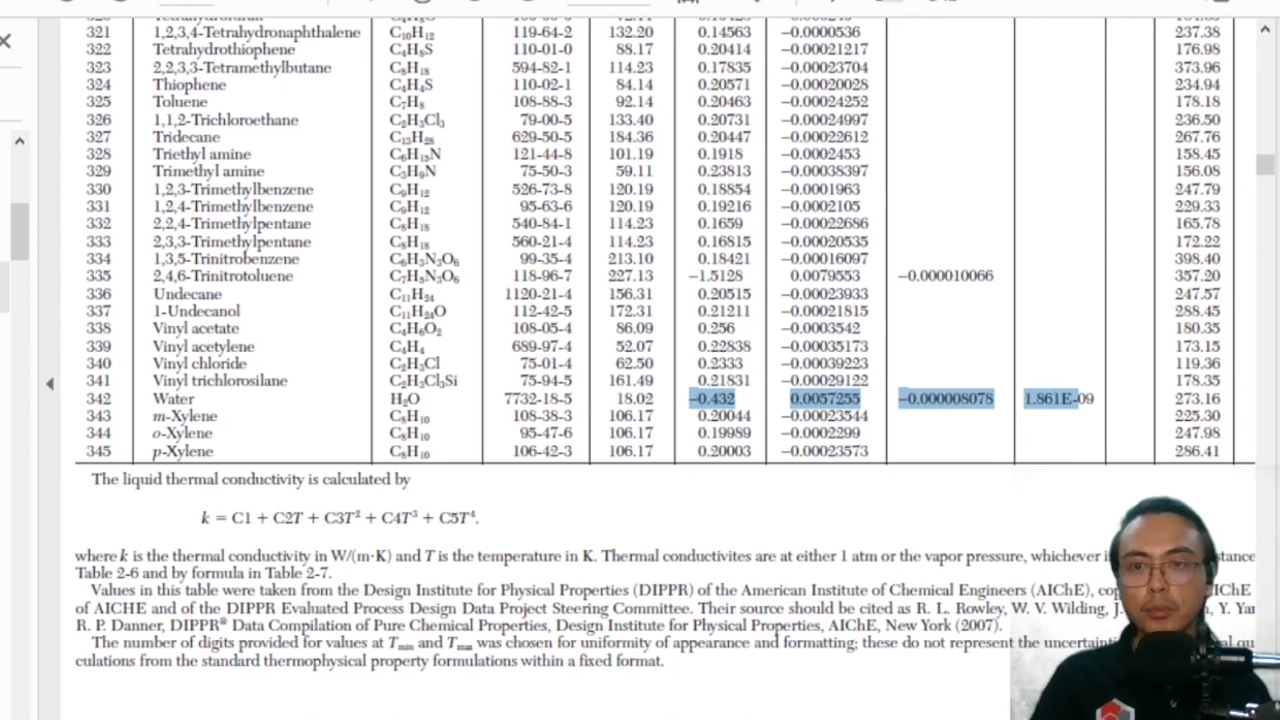 321 1,2,3,4-Tetrahydronaphthalene C10H12 119-64-2 132.20 0.14563 −0.0000536 237.38
322 Tetrahydrothiophene C4H8S 110-01-0 88.17 0.20414 −0.00021217 176.98
323 2,2,3,3-Tetramethylbutane C8H18 594-82-1 114.23 0.17835 −0.00023704 373.96
324 Thiophene C4H4S 110-02-1 84.14 0.20571 −0.00020028 234.94
325 Toluene C7H8 108-88-3 92.14 0.20463 −0.00024252 178.18
326 1,1,2-Trichloroethane C2H3Cl3 79-00-5 133.40 0.20731 −0.00024997 236.50
327 Tridecane C13H28 629-50-5 184.36 0.20447 −0.00022612 267.76
328 Triethyl amine C6H15N 121-44-8 101.19 0.1918 −0.0002453 158.45
329 Trimethyl amine C3H9N 75-50-3 59.11 0.23813 −0.00038397 156.08
330 1,2,3-Trimethylbenzene C9H12 526-73-8 120.19 0.18854 −0.0001963 247.79
331 1,2,4-Trimethylbenzene C9H12 95-63-6 120.19 0.19216 −0.0002105 229.33
332 2,2,4-Trimethylpentane C8H18 540-84-1 114.23 0.1659 −0.00022686 165.78
333 2,3,3-Trimethylpentane C8H18 560-21-4 114.23 0.16815 −0.00020535 172.22
334 1,3,5-Trinitrobenzene C6H3N3O6 99-35-4 213.10 0.18421 −0.00016097 398.40
335 2,4,6-Trinitrotoluene C7H5N3O6 118-96-7 227.13 −1.5128 0.0079553 −0.000010066 357.20
336 Undecane C11H24 1120-21-4 156.31 0.20515 −0.00023933 247.57
337 1-Undecanol C11H24O 112-42-5 172.31 0.21211 −0.00021815 288.45
338 Vinyl acetate C4H6O2 108-05-4 86.09 0.256 −0.0003542 180.35
339 Vinyl acetylene C4H4 689-97-4 52.07 0.22838 −0.00035173 173.15
340 Vinyl chloride C2H3Cl 75-01-4 62.50 0.2333 −0.00039223 119.36
341 Vinyl trichlorosilane C2H3Cl3Si 75-94-5 161.49 0.21831 −0.00029122 178.35
342 Water H2O 7732-18-5 18.02 −0.432 0.0057255 −0.000008078 1.861E-09 273.16
343 m-Xylene C8H10 108-38-3 106.17 0.20044 −0.00023544 225.30
344 o-Xylene C8H10 95-47-6 106.17 0.19989 −0.0002299 247.98
345 p-Xylene C8H10 106-42-3 106.17 0.20003 −0.00023573 286.41
The liquid thermal conductivity is calculated by
k = C1 + C2T + C3T² + C4T³ + C5T⁴.
where k is the thermal conductivity in W/(m·K) and T is the temperature in K. Thermal conductivites are at either 1 atm or the vapor pressure, whichever
Table 2-6 and by formula in Table 2-7.
Values in this table were taken from the Design Institute for Physical Properties (DIPPR) of the American Institute of Chemical Engineers (AIChE),
of AICHE and of the DIPPR Evaluated Process Design Data Project Steering Committee. Their source should be cited as R. L. Rowley, W. V. Wilding,
R. P. Danner, DIPPR® Data Compilation of Pure Chemical Properties, Design Institute for Physical Properties, AIChE, New York (2007).
The number of digits provided for values at Tmin and Tmax was chosen for uniformity of appearance and formatting; these do not represent the
culations from the standard thermophysical property formulations within a fixed format.